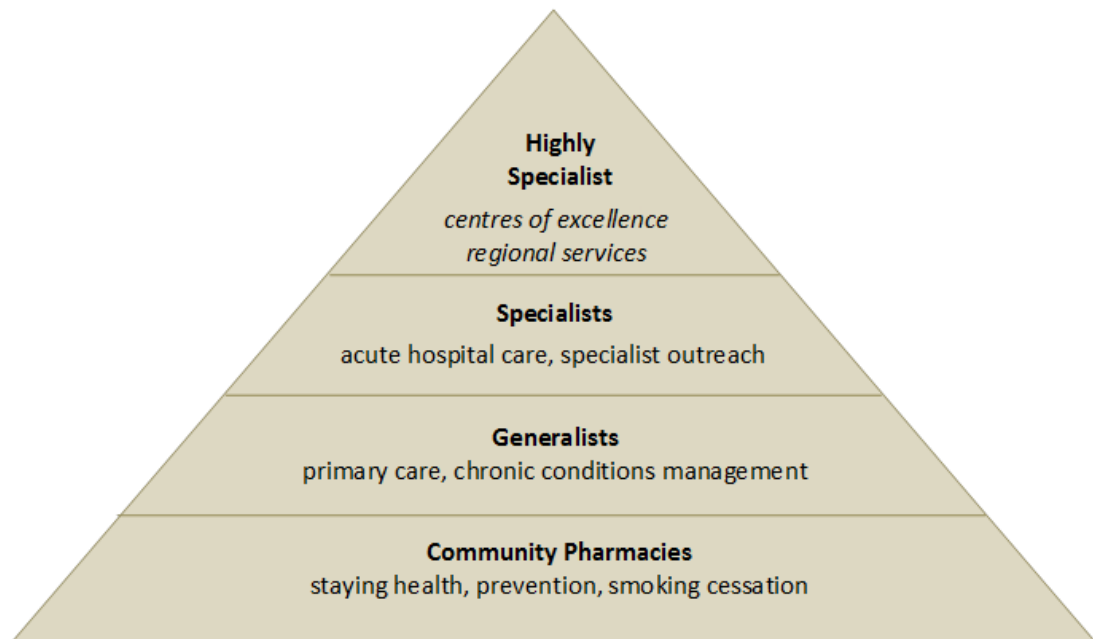 Highly
Specialist
centres of excellence
regional services
Specialists
acute hospital care, specialist outreach
Generalists
primary care, chronic conditions management
Community Pharmacies
staying health, prevention, smoking cessation